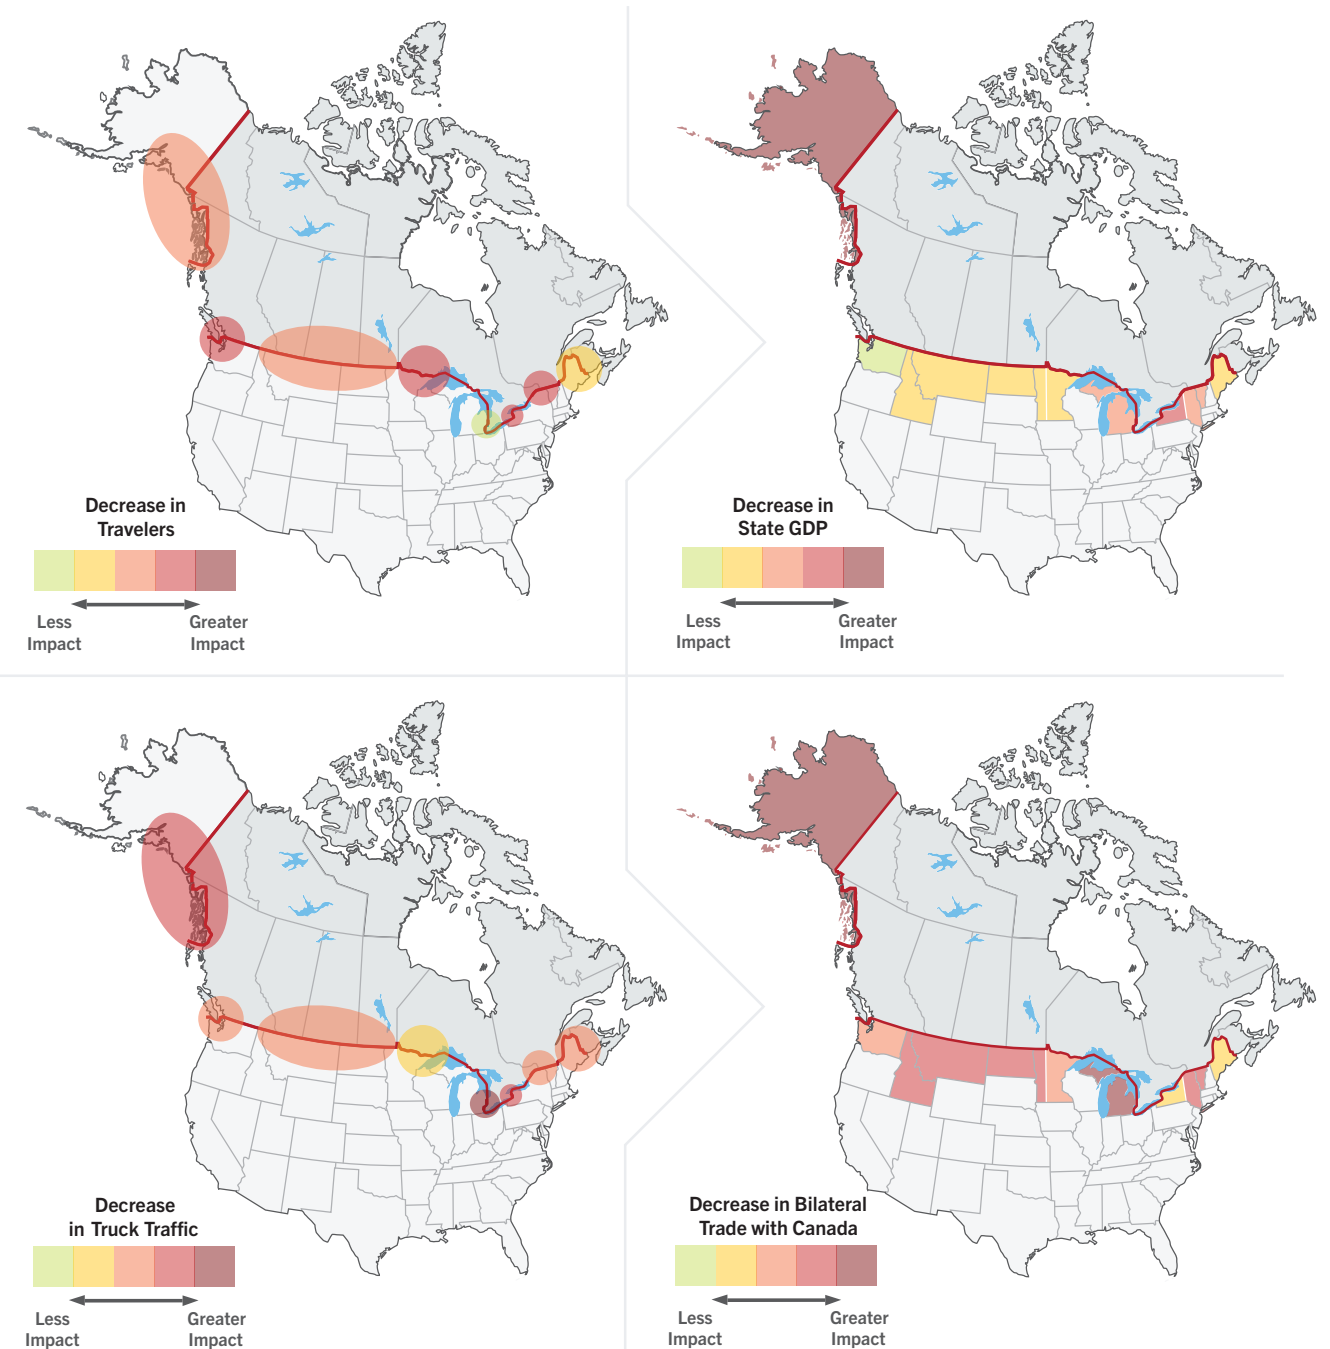 Decrease in
Travelers
Less
Impact
Greater
Impact
Decrease in
State GDP
Less
Impact
Greater
Impact
Decrease
in Truck Traffic
Less
Impact
Greater
Impact
Decrease in Bilateral
Trade with Canada
Less
Impact
Greater
Impact